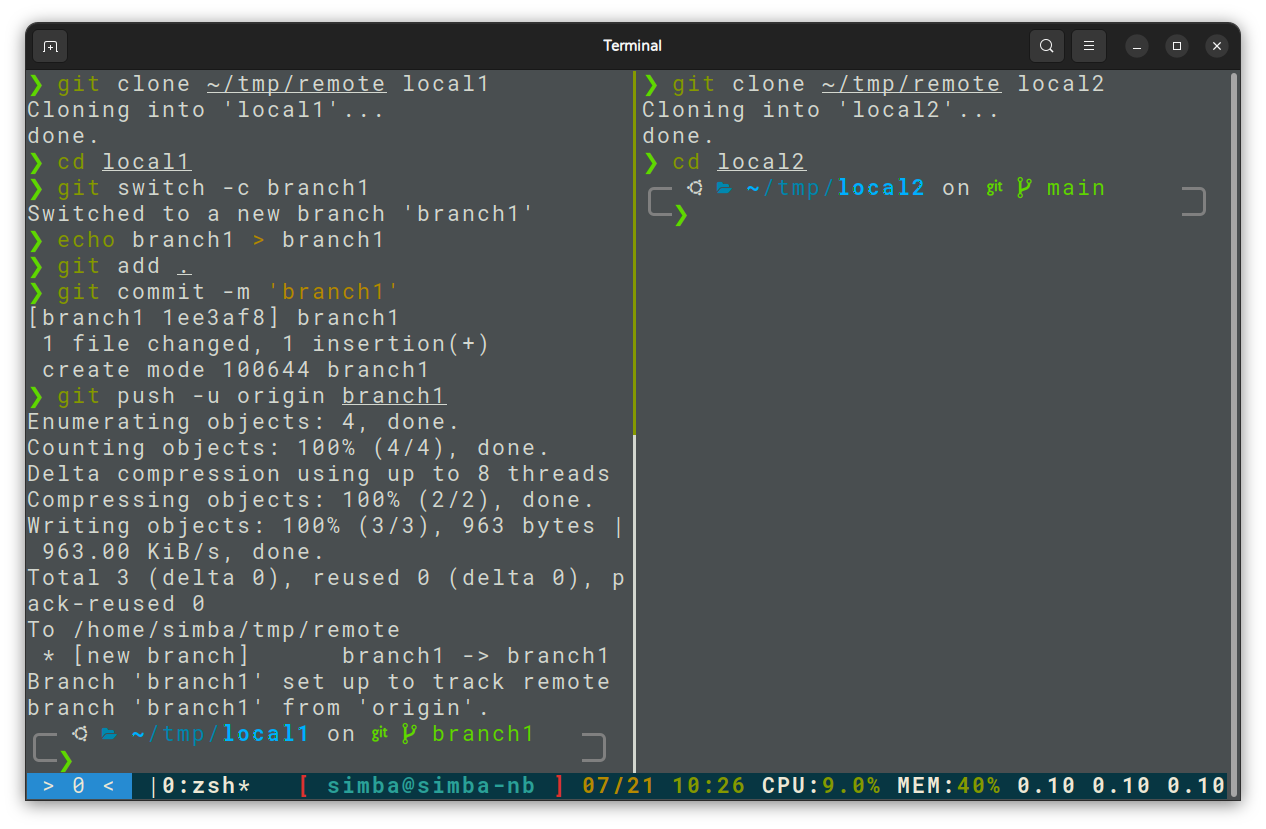 Terminal
❯ git clone ~/tmp/remote local1
Cloning into 'local1'...
done.
❯ cd local1
❯ git switch -c branch1
Switched to a new branch 'branch1'
❯ echo branch1 > branch1
❯ git add .
❯ git commit -m 'branch1'
[branch1 1ee3af8] branch1
 1 file changed, 1 insertion(+)
 create mode 100644 branch1
❯ git push -u origin branch1
Enumerating objects: 4, done.
Counting objects: 100% (4/4), done.
Delta compression using up to 8 threads
Compressing objects: 100% (2/2), done.
Writing objects: 100% (3/3), 963 bytes |
 963.00 KiB/s, done.
Total 3 (delta 0), reused 0 (delta 0), p
ack-reused 0
To /home/simba/tmp/remote
 * [new branch]      branch1 -> branch1
Branch 'branch1' set up to track remote
branch 'branch1' from 'origin'.
~/tmp/local1 on git branch1
❯
❯ git clone ~/tmp/remote local2
Cloning into 'local2'...
done.
❯ cd local2
~/tmp/local2 on git main
❯
> 0 < |0:zsh* [ simba@simba-nb ] 07/21 10:26 CPU:9.0% MEM:40% 0.10 0.10 0.10